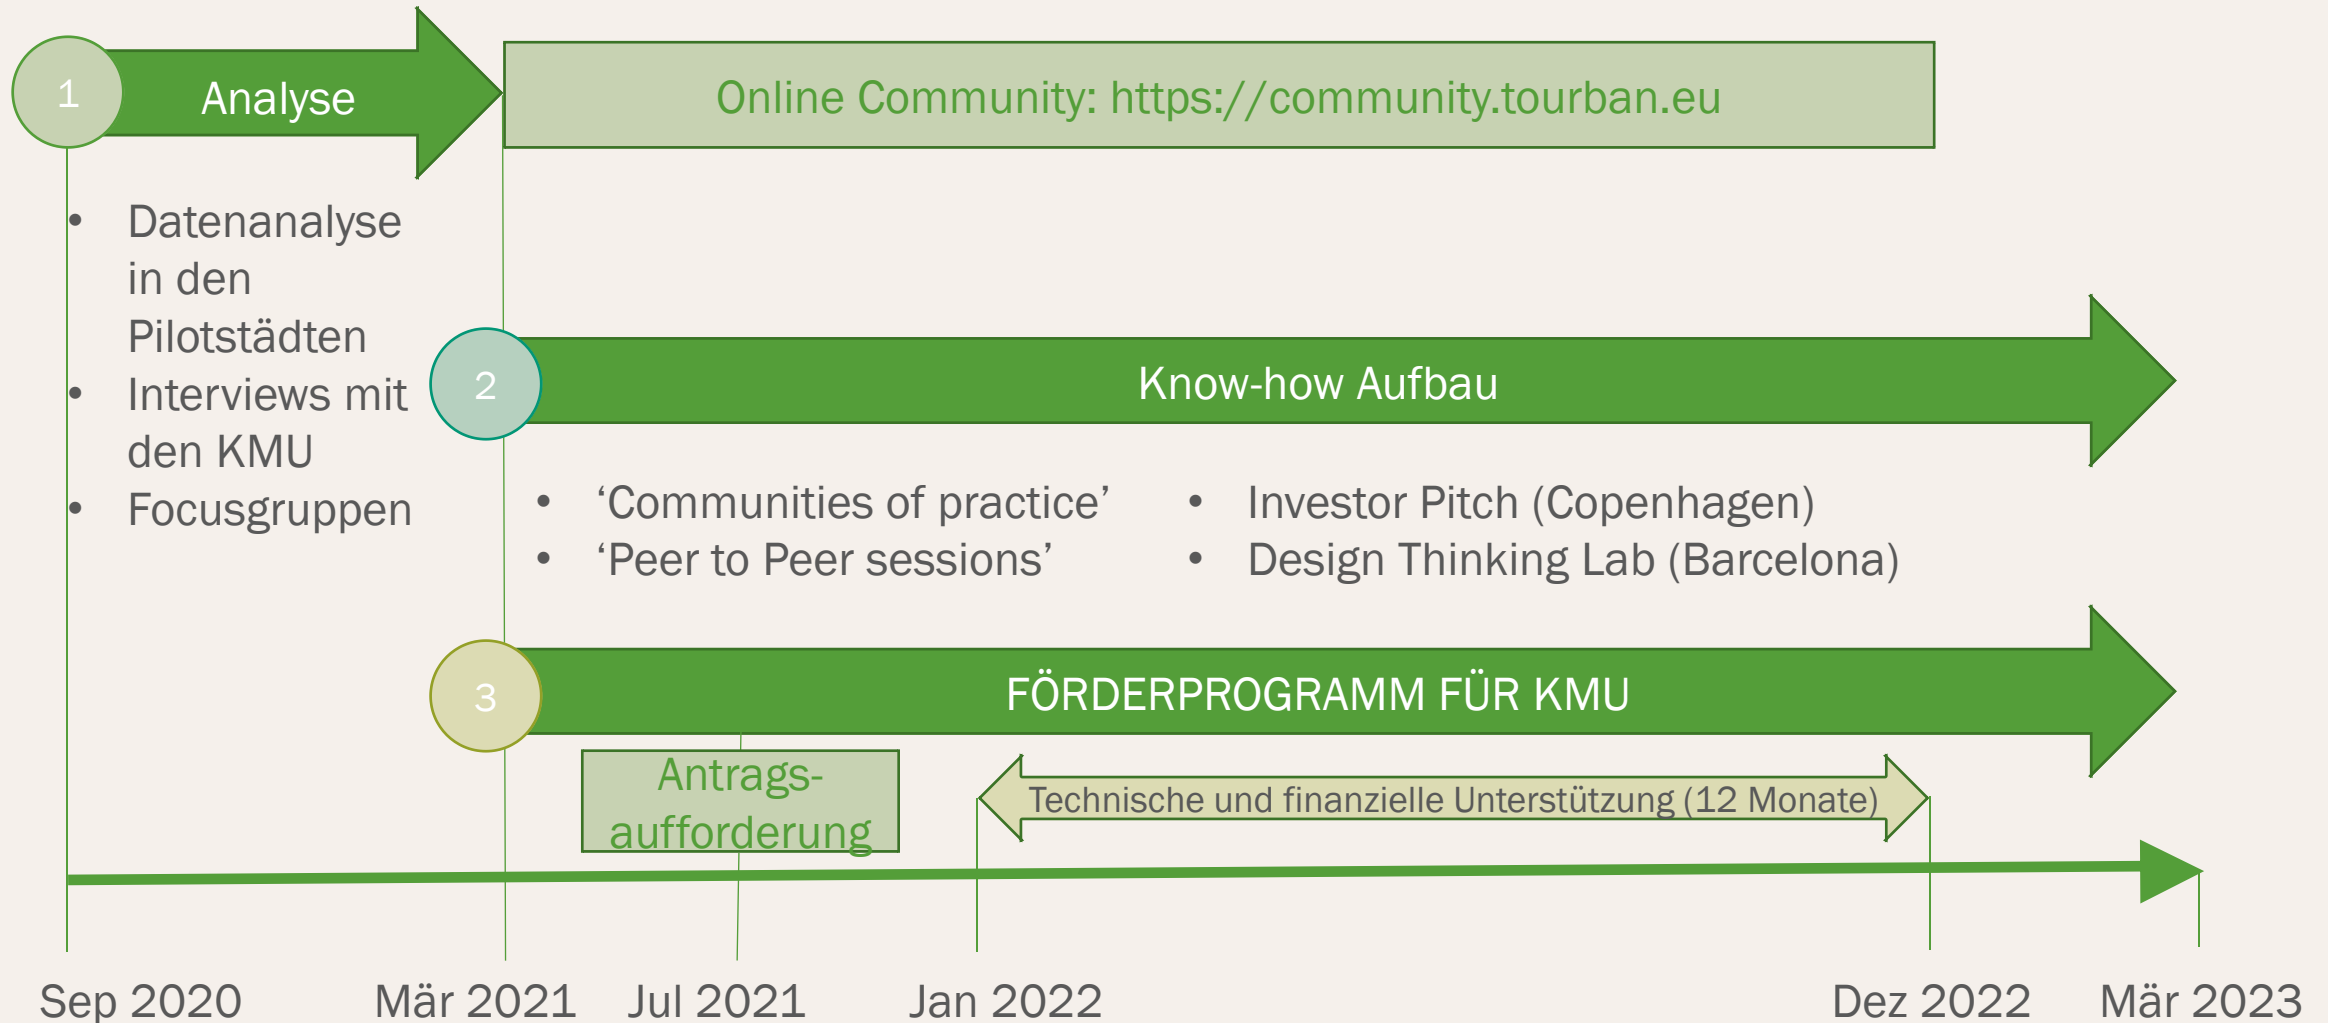 1
Analyse
Online Community: https://community.tourban.eu
• Datenanalyse
in den
Pilotstädten
• Interviews mit
den KMU
• Focusgruppen
2
Know-how Aufbau
• ‘Communities of practice’
• ‘Peer to Peer sessions’
• Investor Pitch (Copenhagen)
• Design Thinking Lab (Barcelona)
3
FÖRDERPROGRAMM FÜR KMU
Antrags-
aufforderung
Technische und finanzielle Unterstützung (12 Monate)
Sep 2020
Mär 2021
Jul 2021
Jan 2022
Dez 2022
Mär 2023